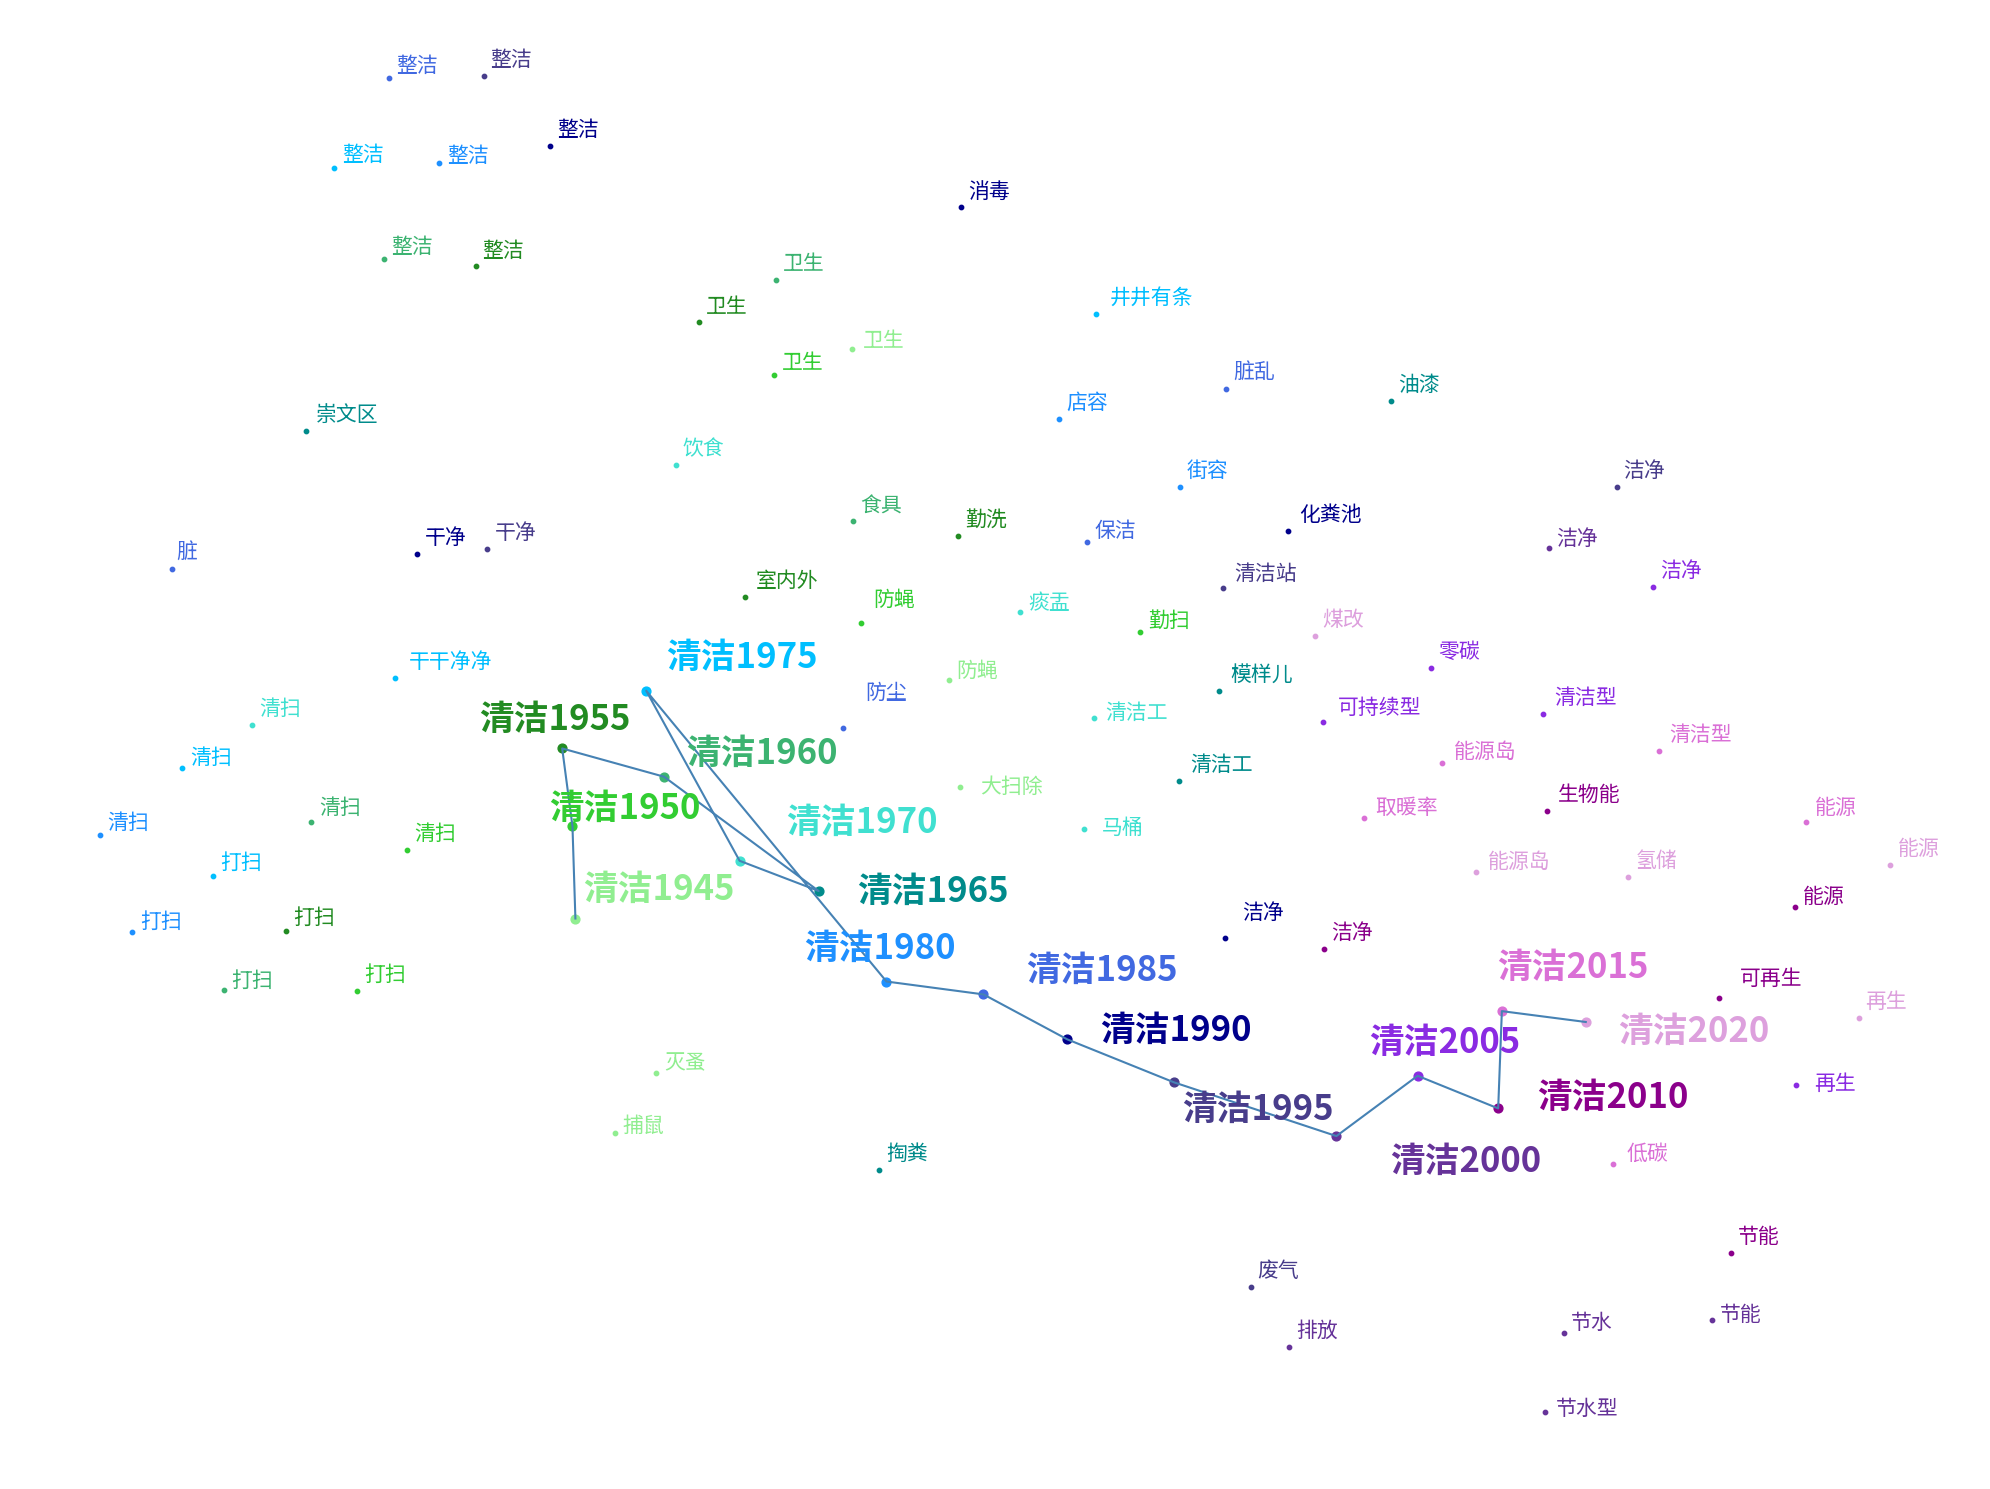 整洁
整洁
整洁
整洁
整洁
消毒
整洁
整洁
卫生
井井有条
卫生
卫生
卫生
脏乱
油漆
店容
崇文区
饮食
街容
洁净
食具
勤洗
化粪池
干净
干净
保洁
洁净
脏
清洁站
洁净
室内外
防蝇
痰盂
勤扫
煤改
清洁1975
干干净净
零碳
防蝇
模样儿
防尘
清洁型
清扫
清洁1955
清洁工
可持续型
清洁型
清洁1960
能源岛
清扫
清洁工
大扫除
生物能
清洁1950
清扫
取暖率
能源
清扫
清洁1970
马桶
清扫
能源
打扫
能源岛
氢储
清洁1945
清洁1965
能源
打扫
打扫
洁净
洁净
清洁1980
清洁1985
清洁2015
打扫
打扫
可再生
再生
清洁1990
清洁2005
清洁2020
灭蚤
再生
清洁1995
清洁2010
捕鼠
掏粪
清洁2000
低碳
节能
废气
节能
节水
排放
节水型